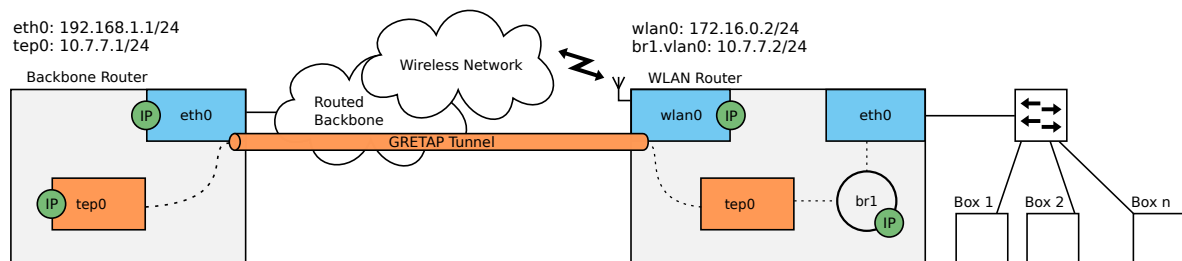 eth0: 192.168.1.1/24
tep0: 10.7.7.1/24
wlan0: 172.16.0.2/24
br1.vlan0: 10.7.7.2/24
Backbone Router
Wireless Network
WLAN Router
IP
eth0
Routed
Backbone
wlan0
IP
eth0
GRETAP Tunnel
IP
tep0
tep0
br1
IP
Box 1
Box 2
Box n